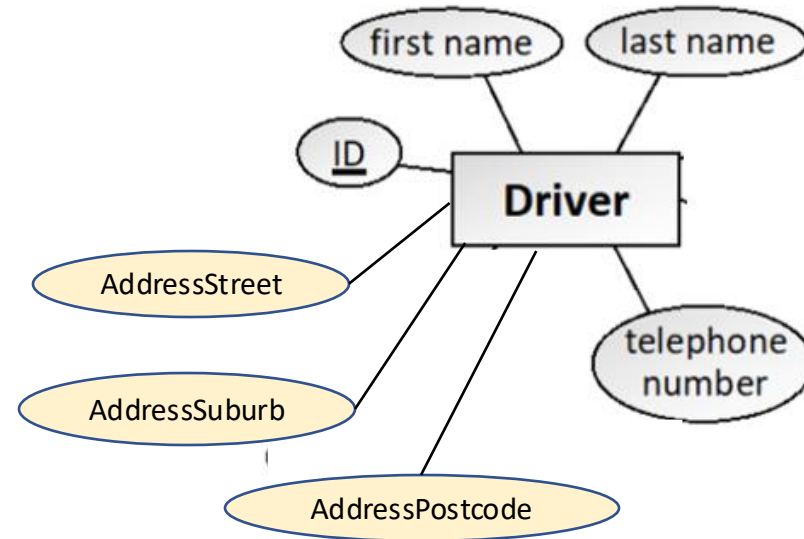 first name
last name
ID
Driver
AddressStreet
telephone
number
AddressSuburb
AddressPostcode